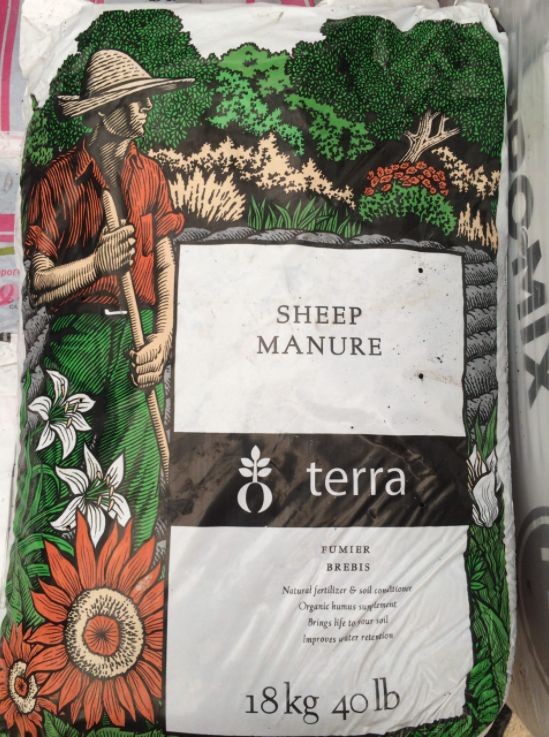 SHEEP
MANURE
terra
FUMIER
BREBIS
Natural fertilizer & soil conditioner
Organic humus supplement
Brings life to your soil
Improves water retention
18kg 40lb
OMIX